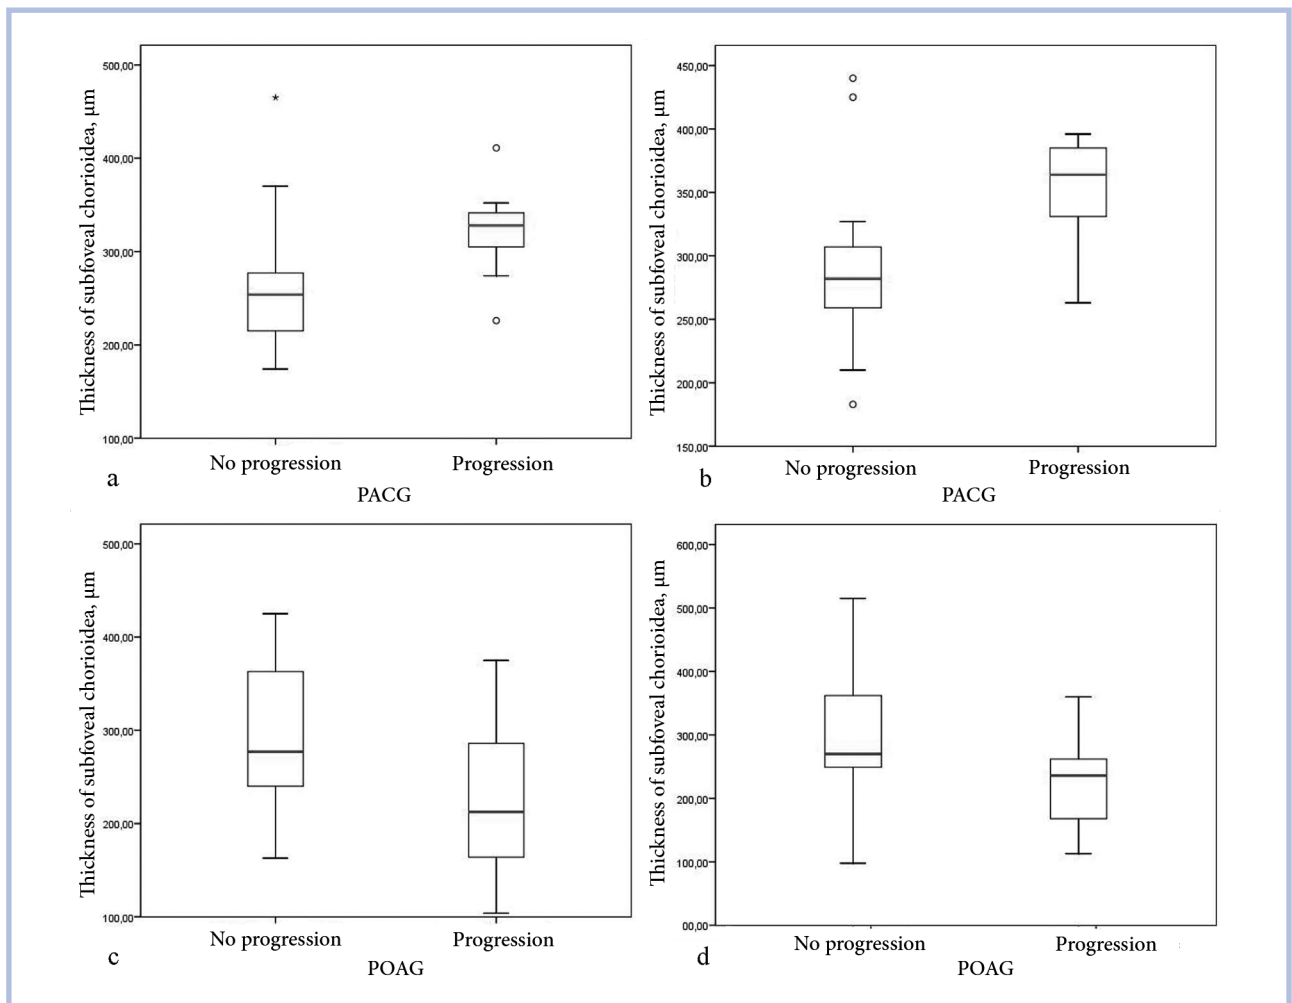 Thickness of subfoveal chorioidea, µm
500,00
400,00
300,00
200,00
100,00
*
No progression
Progression
a
PACG
Thickness of subfoveal chorioidea, µm
450,00
400,00
350,00
300,00
250,00
200,00
150,00
No progression
Progression
b
PACG
Thickness of subfoveal chorioidea, µm
500,00
400,00
300,00
200,00
100,00
No progression
Progression
c
POAG
Thickness of subfoveal chorioidea, µm
600,00
500,00
400,00
300,00
200,00
100,00
00,00
No progression
Progression
d
POAG